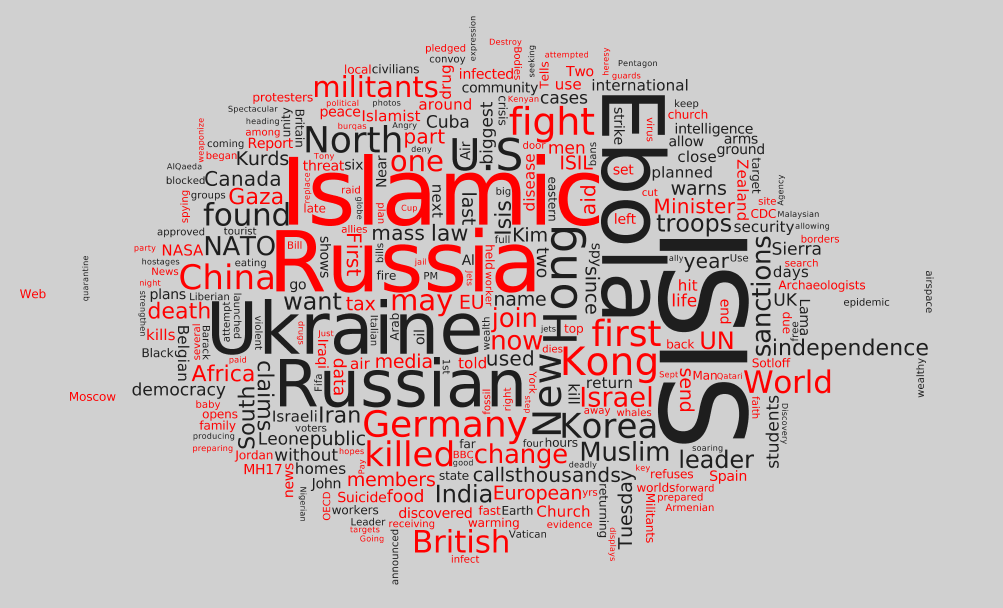 expression
Destroy
pledged
convoy
seeking
Bodies
attempted
heresy
Pentagon
local
civilians
drug
infected
Tells
Two
guards
militants
community
use
international
protesters
political
photos
around
crisis
Kenyan
cases
Ebola
strike
virus
keep
church
Spectacular
unity
peace
Islamist
Cuba
biggest
fight
weaponize
heading
Britain
burgas
Angry
intelligence
among
North
part
U.S
Air
door
men
bans
allow
arms
coming
Report
deny
disease
ISIL
close
ground
began
Kurds
Tony
threat
six
Near
one
set
planned
Zealand
target
AlQaeda
blocked
Canada
Islamic
replace
raid
globe
next
last
big
eastern
aid
cut
warns
Agency
spying
groups
Gaza
late
plan
Cup
Isis
left
Minister
site
CDC
Malaysian
found
allies
troops
security
allowing
approved
tourist
shows
First
mass
law
full
Kim
Hong
borders
party
NASA
NATO
Bill
bills
Russia
held
two
spy
since
ally
year
Use
sanctions
Sierra
hostages
eating
jail
Al
search
News
China
go
fire
PM
jets
worker
ISIS
hit
days
Archaeologists
quarantine
airspace
night
Web
strengthen
plans
Liberian
launched
want
tax
may
EU
name
life
end
UK
Lama
epidemic
death
attempt
Ukraine
join
wealth
jets
top
first
due
free
kills
several
Barack
violent
drugs
Just
Italian
Arab
oil
now
dies
back
UN
independence
Black
Belgian
paid
Iraqi
air
media
1st
told
used
Kong
Sotloff
Africa
claims
Fifa
data
Russian
New
York
Sept
Man
Qatari
World
wealthy
democracy
fossil
right
step
kill
return
Israel
send
Moscow
baby
opens
South
Israeli
Iran
Germany
away
whales
faith
students
Discovery
family
voters
Korea
producing
Leone
public
hopes
far
four
hours
preparing
Jordan
without
Pay
killed
BBC
good
change
deadly
Muslim
soaring
leader
MH17
homes
news
state
calls
thousands
key
refuses
Spain
John
members
worlds
forward
Nigerian
OECD
Suicide
food
India
European
yrs
returning
Tuesday
Militants
prepared
Armenian
workers
discovered
fast
Earth
Church
Leader
receiving
warming
evidence
targets
Going
Vatican
displays
announced
British
infect